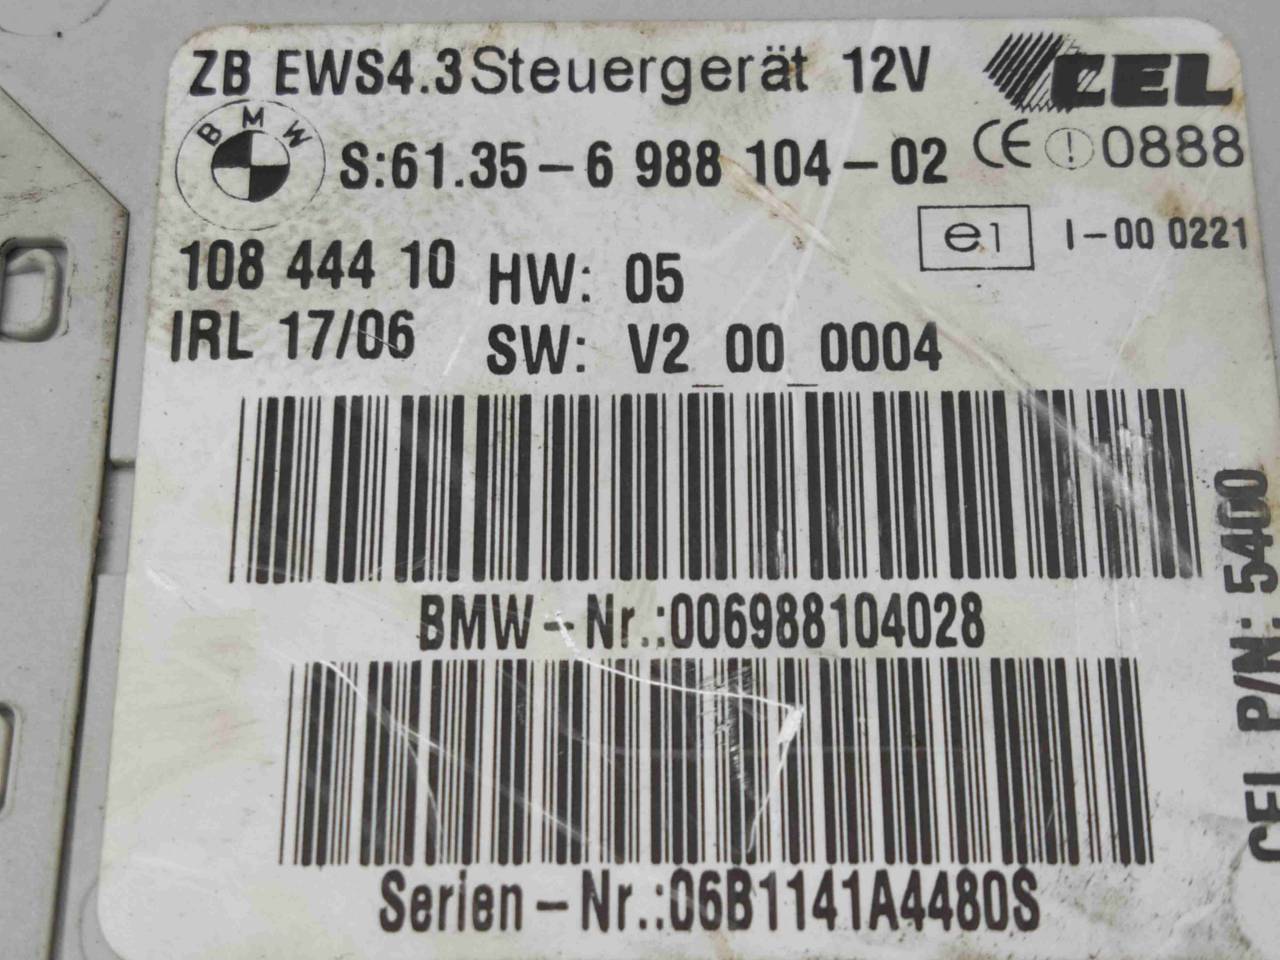 ZB EWS4.3 Steuergerät 12V
CEL
BMW
S:61.35-6 988 104-02
CE 0888
e1 I-00 0221
108 444 10 HW: 05
IRL 17/06 SW: V2_00_0004
BMW-Nr.:006988104028
Serien-Nr.:06B1141A4480S
CEL P/N: 5400